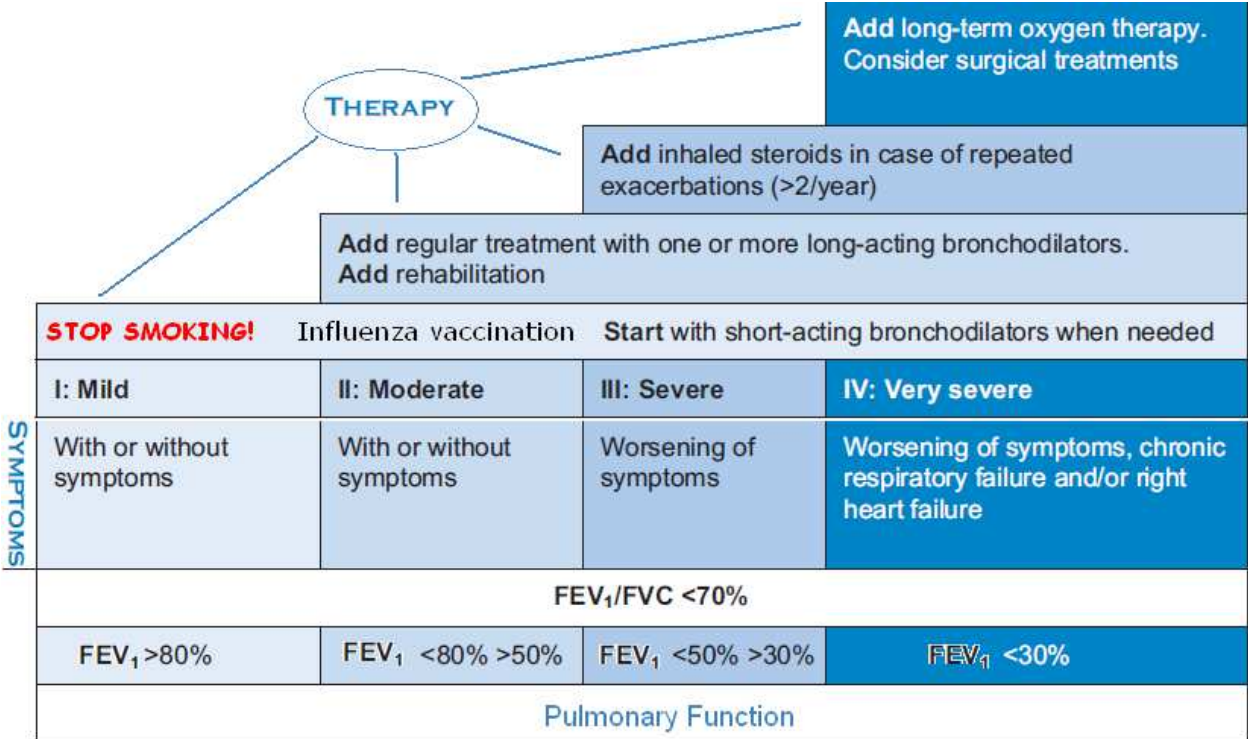 Add long-term oxygen therapy.
Consider surgical treatments
THERAPY
Add inhaled steroids in case of repeated
exacerbations (>2/year)
Add regular treatment with one or more long-acting bronchodilators.
Add rehabilitation
STOP SMOKING! Influenza vaccination Start with short-acting bronchodilators when needed
I: Mild II: Moderate III: Severe IV: Very severe
SYMPTOMS
With or without
symptoms
With or without
symptoms
Worsening of
symptoms
Worsening of symptoms, chronic
respiratory failure and/or right
heart failure
FEV₁/FVC <70%
FEV₁ >80% FEV₁ <80% >50% FEV₁ <50% >30% FEV₁ <30%
Pulmonary Function